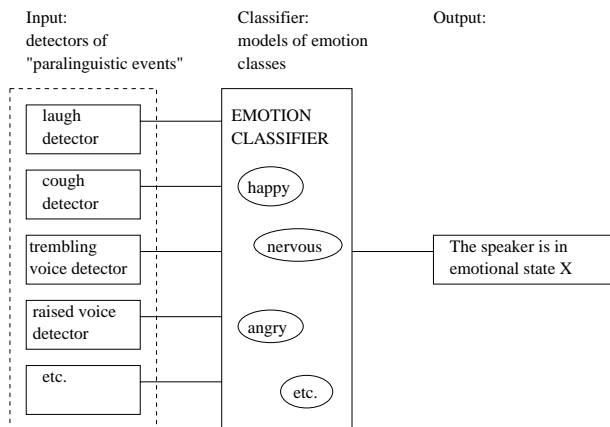 Input:
detectors of
"paralinguistic events"
Classifier:
models of emotion
classes
Output:
laugh
detector
cough
detector
trembling
voice detector
raised voice
detector
etc.
EMOTION
CLASSIFIER
happy
nervous
angry
etc.
The speaker is in
emotional state X